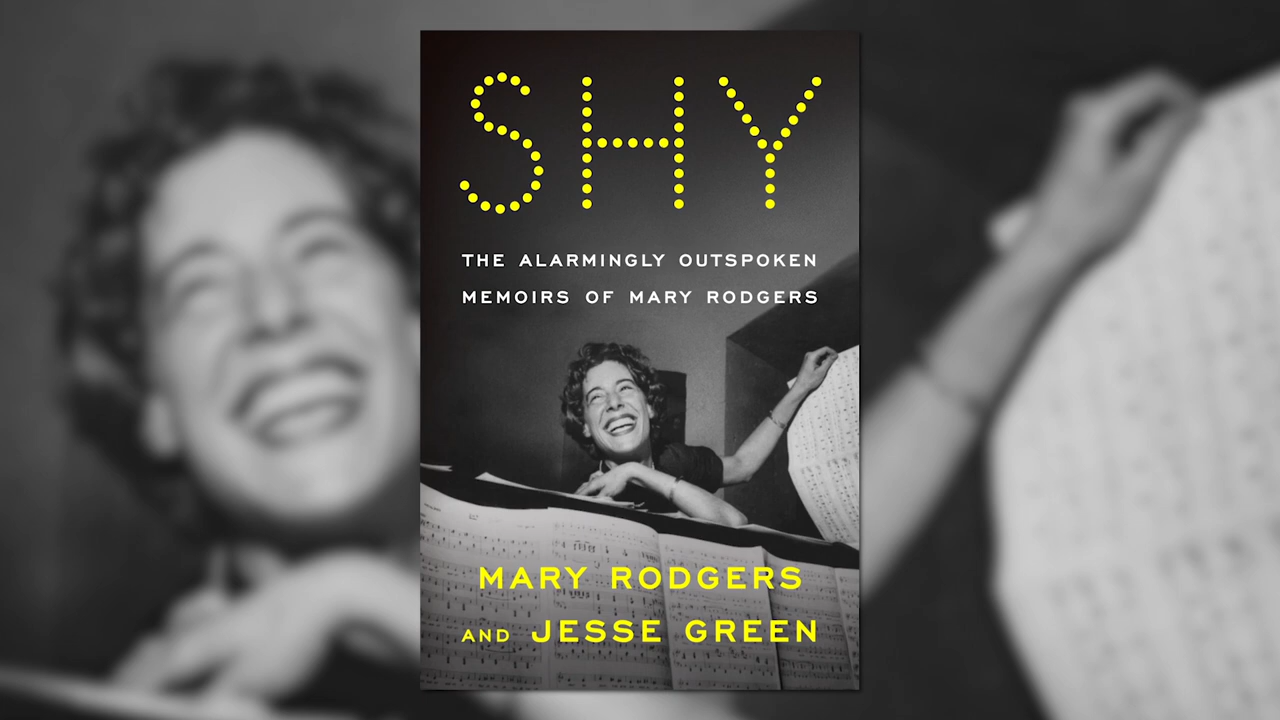 SHY
THE ALARMINGLY OUTSPOKEN
MEMOIRS OF MARY RODGERS
MARY RODGERS
AND JESSE GREEN